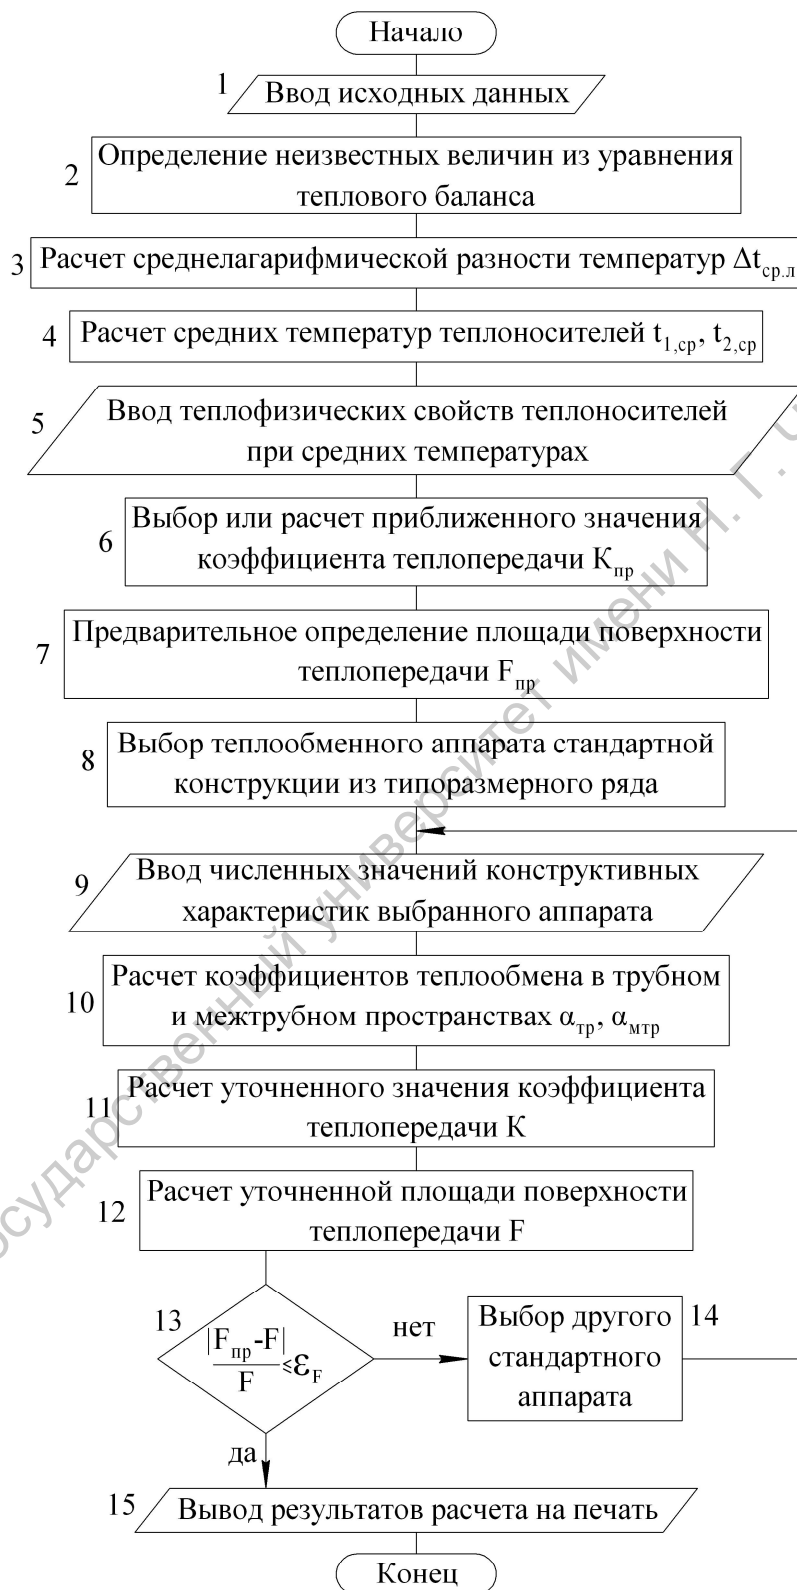 Начало
1
Ввод исходных данных
2
Определение неизвестных величин из уравнения
теплового баланса
3
Расчет среднелагарифмической разности температур Δtср.л
4
Расчет средних температур теплоносителей t1,ср, t2,ср
5
Ввод теплофизических свойств теплоносителей
при средних температурах
6
Выбор или расчет приближенного значения
коэффициента теплопередачи Kпр
7
Предварительное определение площади поверхности
теплопередачи Fпр
8
Выбор теплообменного аппарата стандартной
конструкции из типоразмерного ряда
9
Ввод численных значений конструктивных
характеристик выбранного аппарата
10
Расчет коэффициентов теплообмена в трубном
и межтрубном пространствах αтр, αмтр
11
Расчет уточненного значения коэффициента
теплопередачи К
12
Расчет уточненной площади поверхности
теплопередачи F
13
|Fпр-F|
F
≤εF
нет
Выбор другого
стандартного
аппарата
14
да
15
Вывод результатов расчета на печать
Конец
государственный университет имени Н. Г.